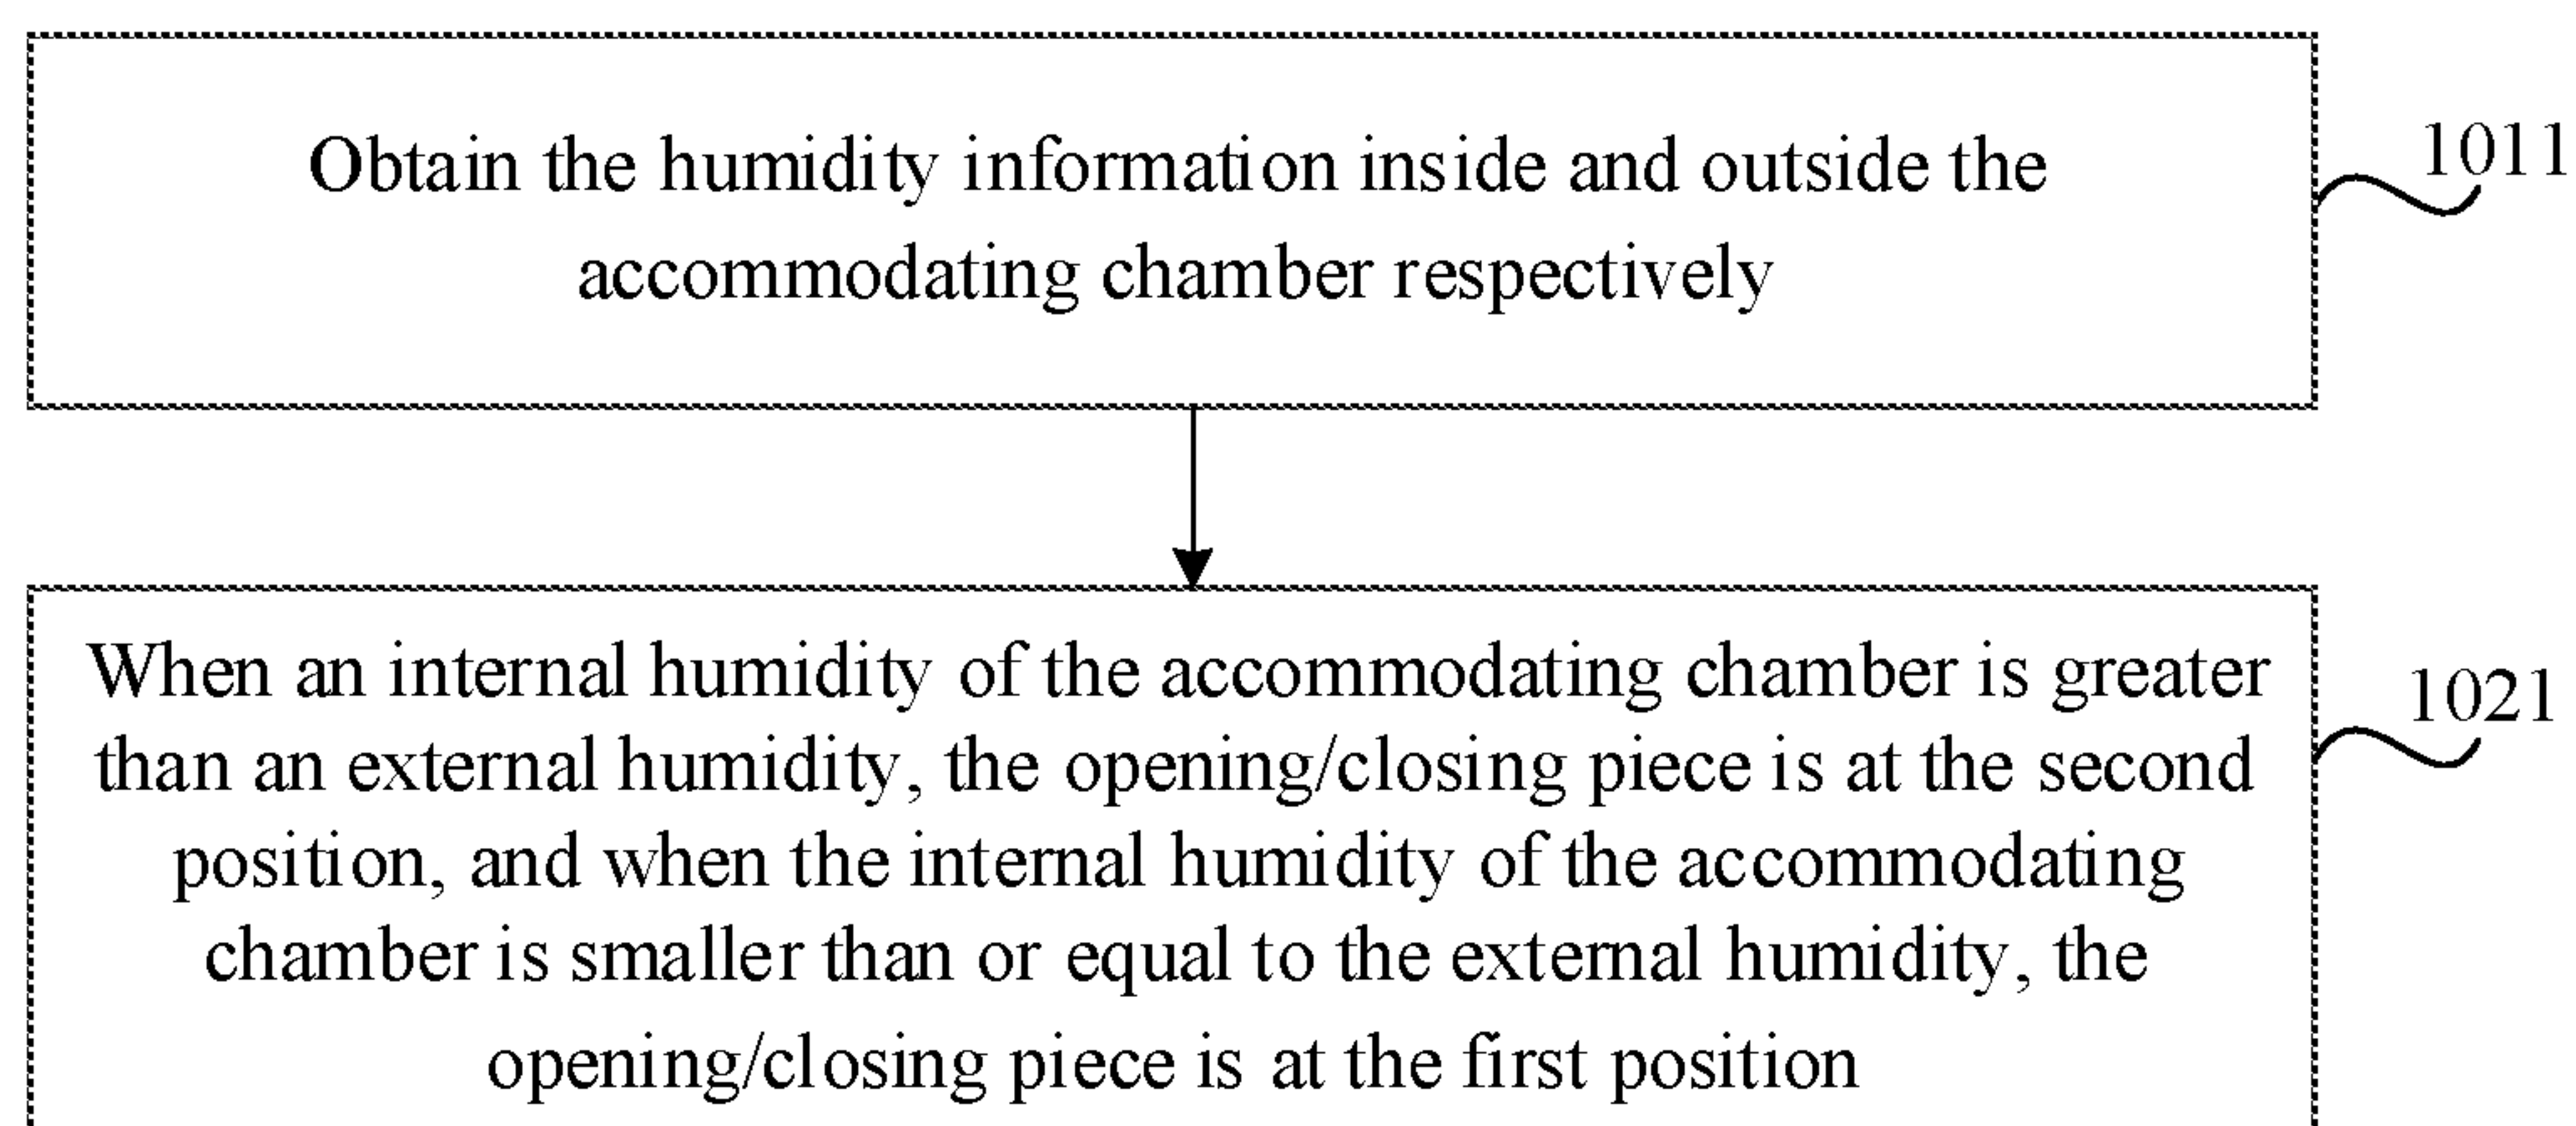 Obtain the humidity information inside and outside the
accommodating chamber respectively
1011
When an internal humidity of the accommodating chamber is greater
than an external humidity, the opening/closing piece is at the second
position, and when the internal humidity of the accommodating
chamber is smaller than or equal to the external humidity, the
opening/closing piece is at the first position
1021